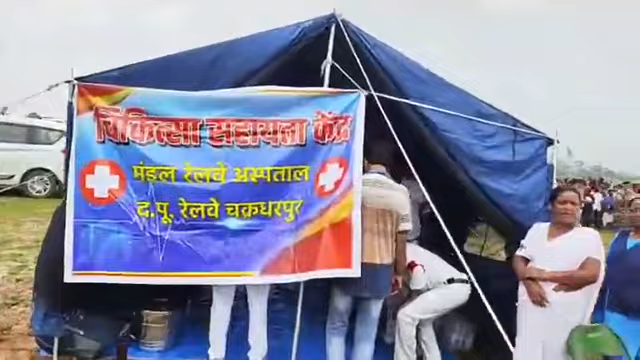 चिकित्सा सहायता केंद्र
मंडल रेलवे अस्पताल
द.पू. रेलवे चक्रधरपुर